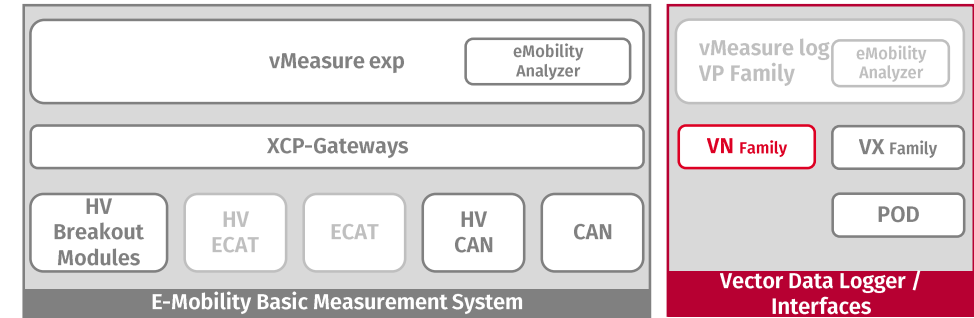 vMeasure exp
eMobility
Analyzer
XCP-Gateways
HV
Breakout
Modules
HV
ECAT
ECAT
HV
CAN
CAN
E-Mobility Basic Measurement System
vMeasure log
VP Family
eMobility
Analyzer
VN Family
VX Family
POD
Vector Data Logger /
Interfaces